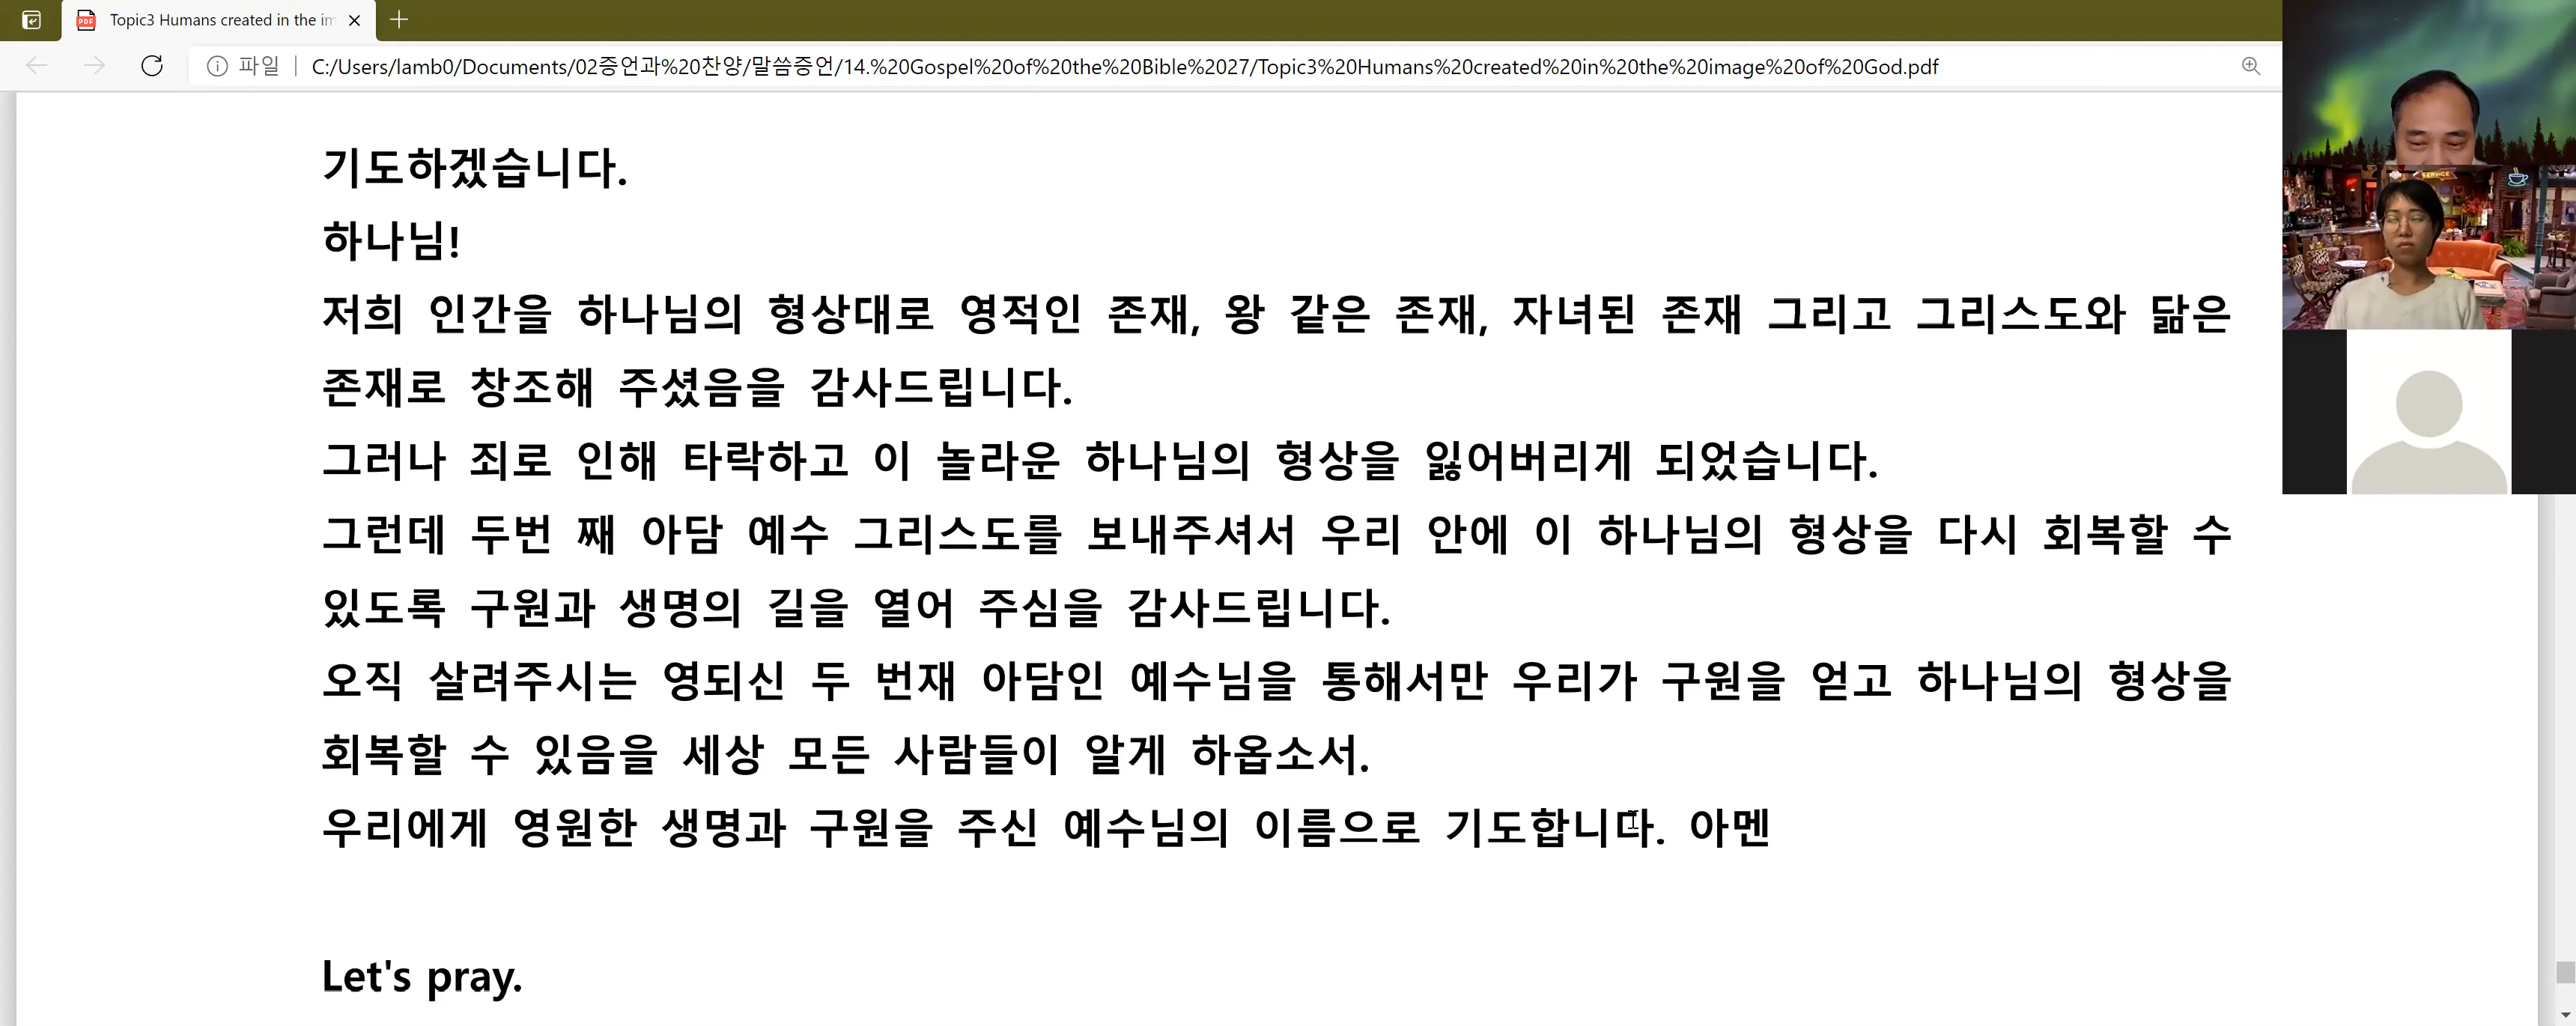 Topic3 Humans created in the im
파일
C:/Users/lamb0/Documents/02증언과%20찬양/말씀증언/14.%20Gospel%20of%20the%20Bible%2027/Topic3%20Humans%20created%20in%20the%20image%20of%20God.pdf
SERVICE
기도하겠습니다.
하나님!
저희 인간을 하나님의 형상대로 영적인 존재, 왕 같은 존재, 자녀된 존재 그리고 그리스도와 닮은
존재로 창조해 주셨음을 감사드립니다.
그러나 죄로 인해 타락하고 이 놀라운 하나님의 형상을 잃어버리게 되었습니다.
그런데 두번 째 아담 예수 그리스도를 보내주셔서 우리 안에 이 하나님의 형상을 다시 회복할 수
있도록 구원과 생명의 길을 열어 주심을 감사드립니다.
오직 살려주시는 영되신 두 번재 아담인 예수님을 통해서만 우리가 구원을 얻고 하나님의 형상을
회복할 수 있음을 세상 모든 사람들이 알게 하옵소서.
우리에게 영원한 생명과 구원을 주신 예수님의 이름으로 기도합니다. 아멘
Let's pray.